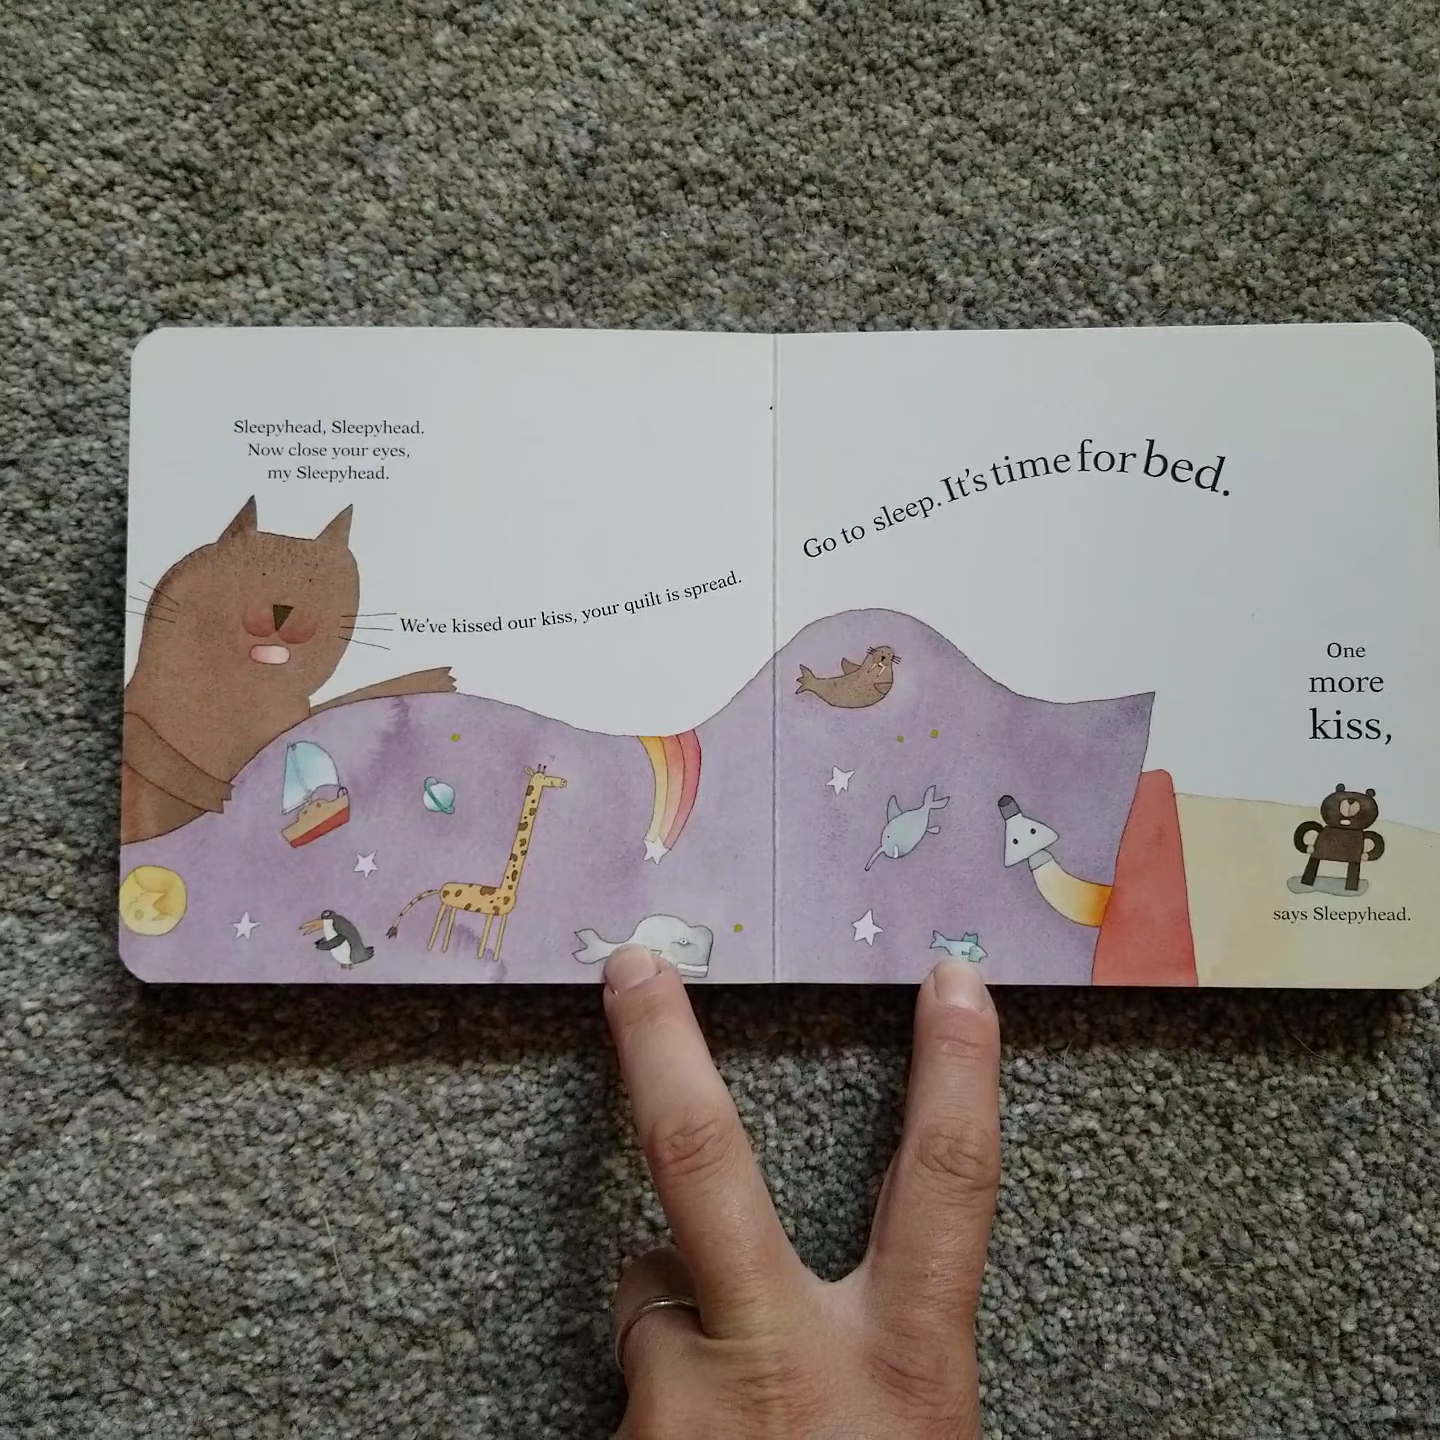 Sleepyhead, Sleepyhead.
Now close your eyes,
my Sleepyhead.
We've kissed our kiss, your quilt is spread.
Go to sleep. It's time for bed.
One
more
kiss,
says Sleepyhead.